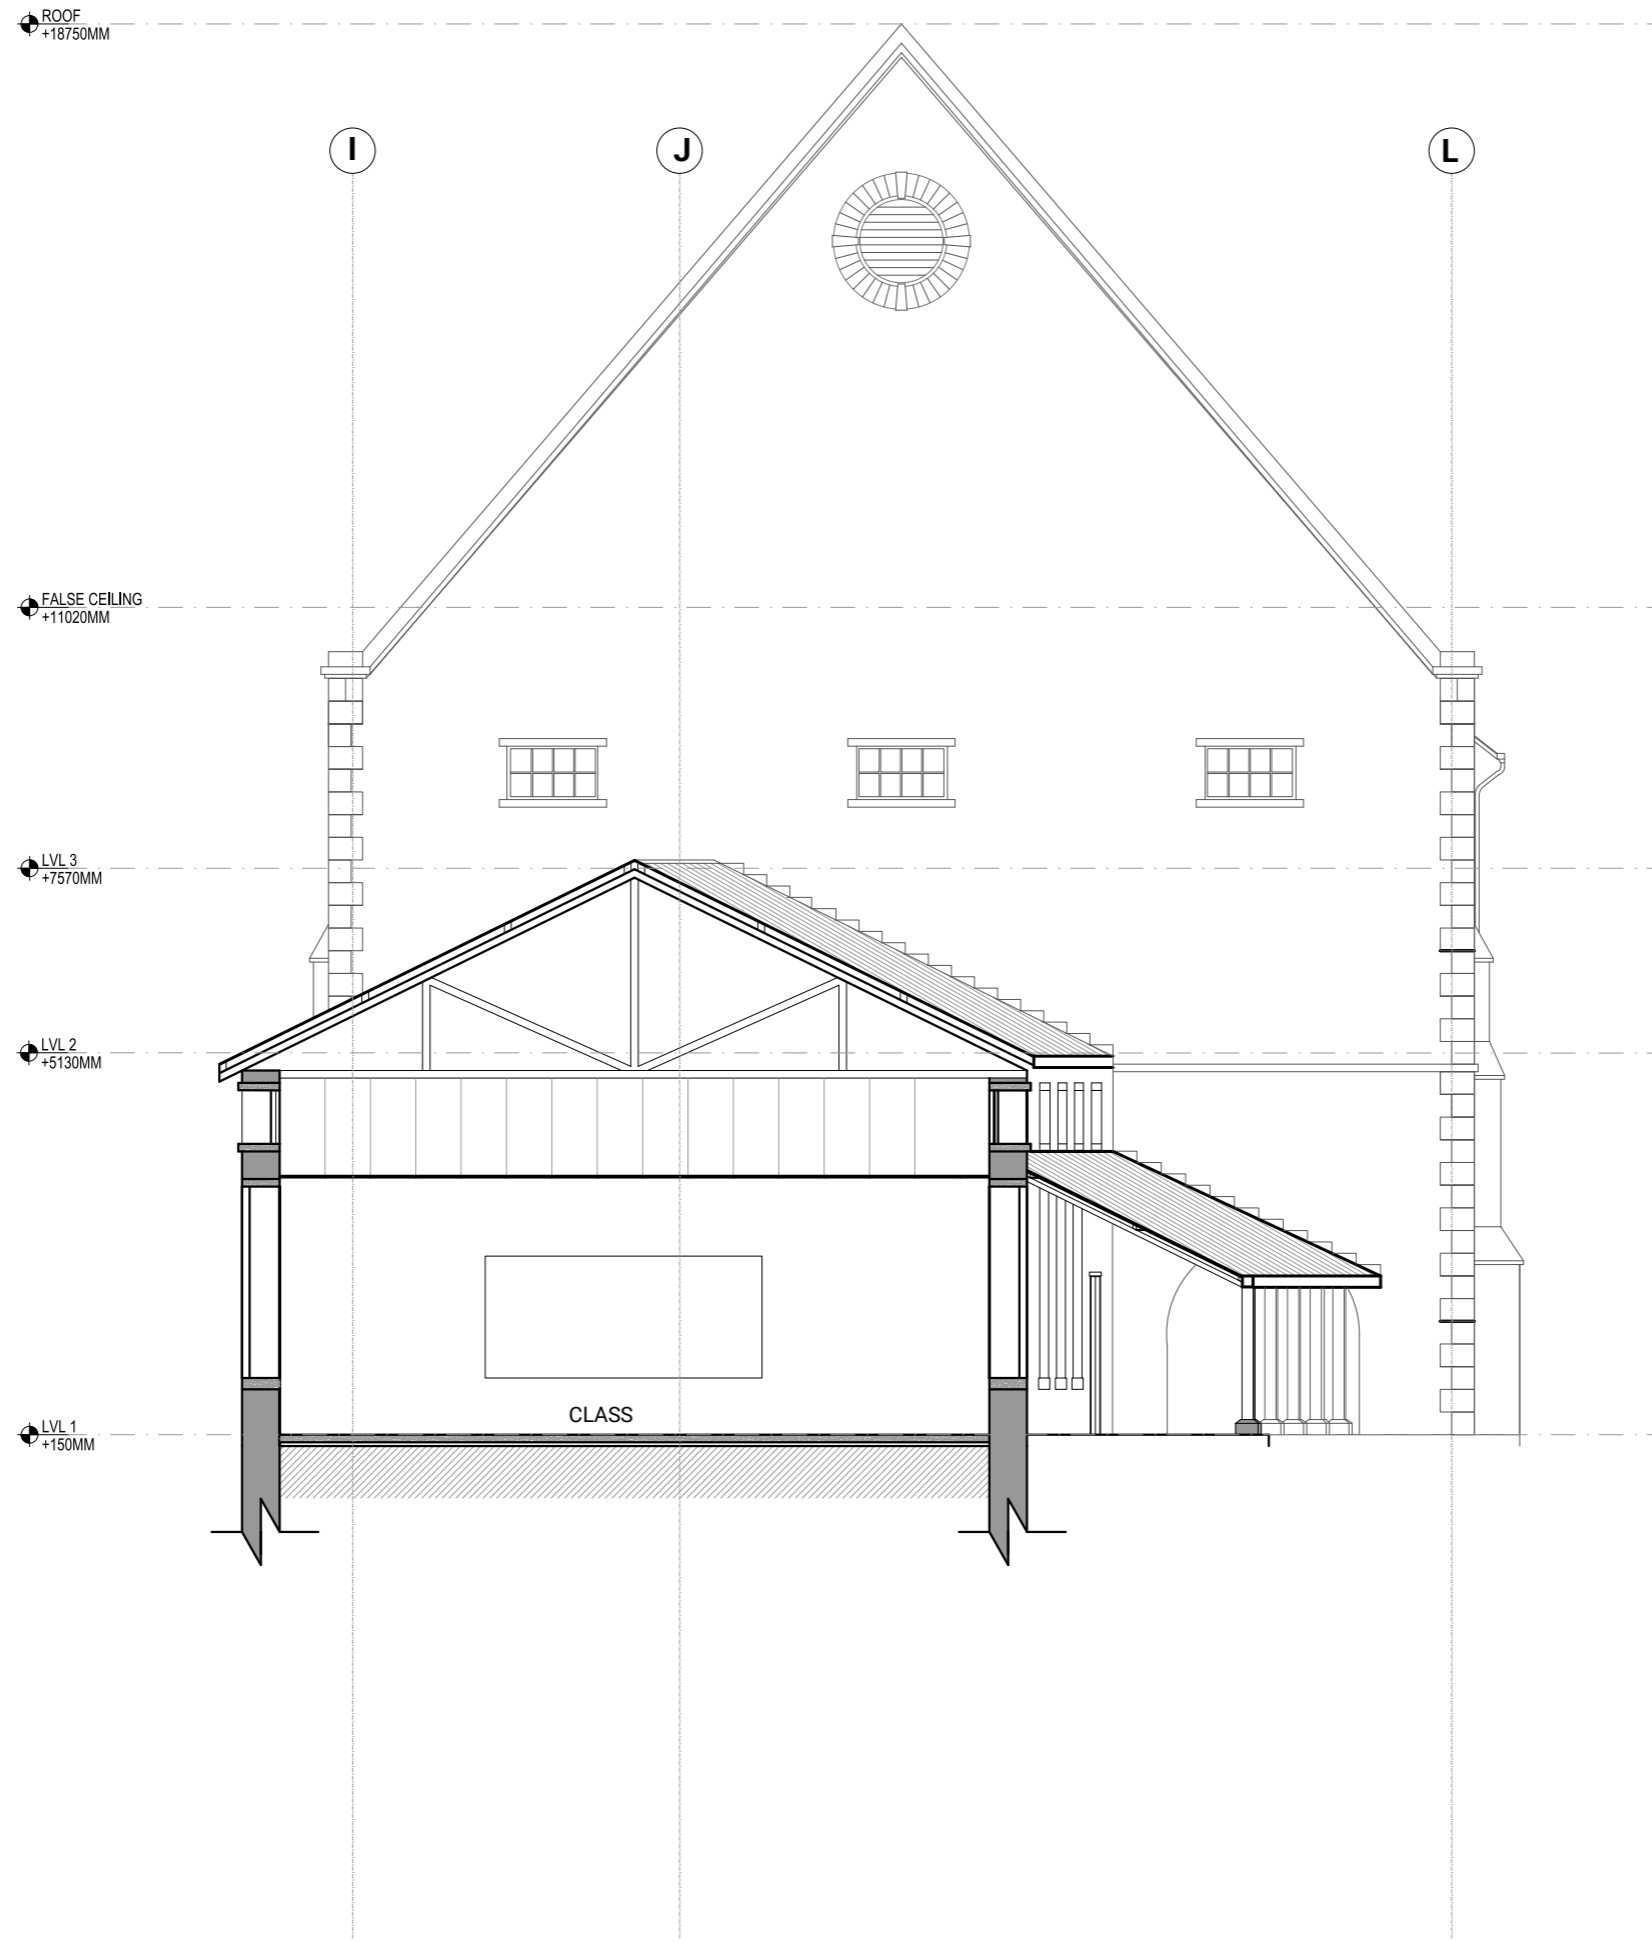 ROOF
+18750MM
I
J
L
FALSE CEILING
+11020MM
LVL 3
+7570MM
LVL 2
+5130MM
CLASS
LVL 1
+150MM